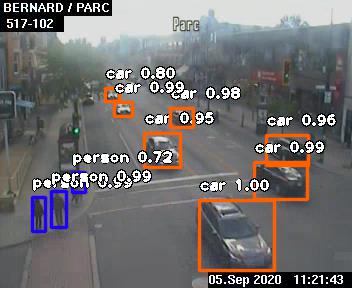 BERNARD / PARC
517-102
Parc
car 0.80
car 0.99
car 0.98
car 0.95
car 0.96
car 0.99
person 0.72
person 0.99
person 0.99
car 1.00
05.Sep 2020 11:21:43